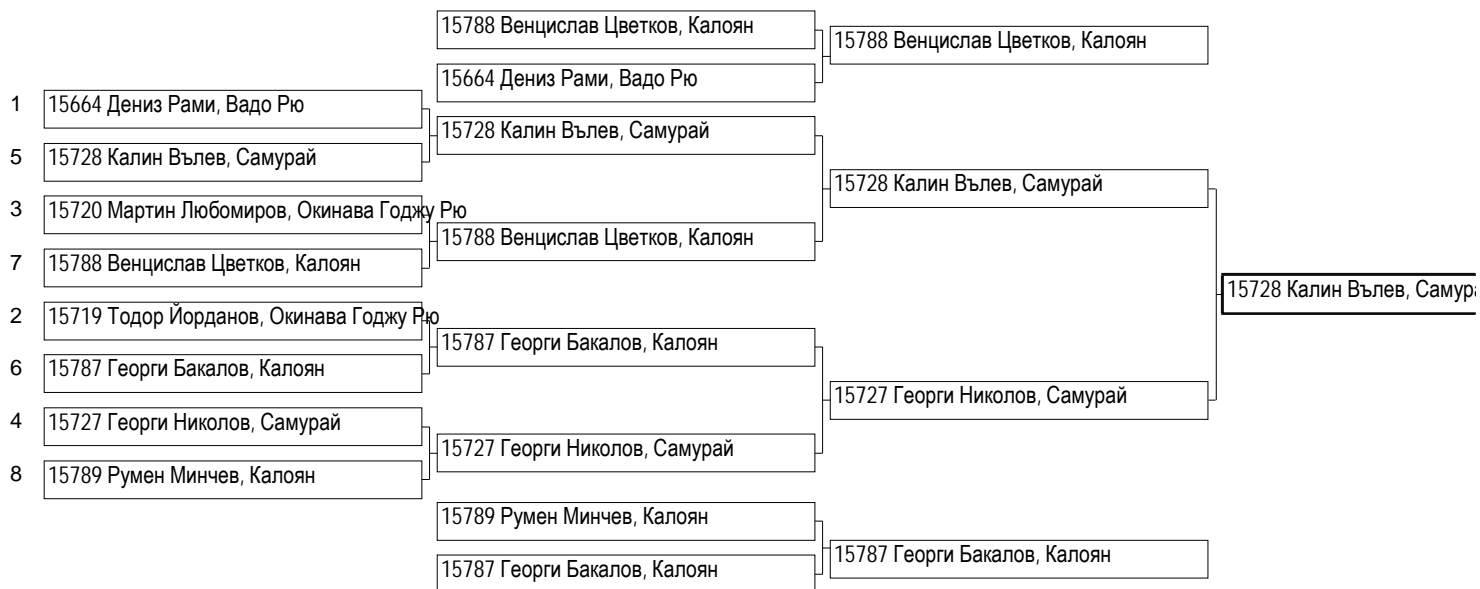 15788 Венцислав Цветков, Калоян
15664 Дениз Рами, Вадо Рю
15788 Венцислав Цветков, Калоян
1 15664 Дениз Рами, Вадо Рю
5 15728 Калин Вълев, Самурай
3 15720 Мартин Любомиров, Окинава Годжу Рю
7 15788 Венцислав Цветков, Калоян
2 15719 Тодор Йорданов, Окинава Годжу Рю
6 15787 Георги Бакалов, Калоян
4 15727 Георги Николов, Самурай
8 15789 Румен Минчев, Калоян
15728 Калин Вълев, Самурай
15788 Венцислав Цветков, Калоян
15787 Георги Бакалов, Калоян
15727 Георги Николов, Самурай
15728 Калин Вълев, Самурай
15727 Георги Николов, Самурай
15728 Калин Вълев, Самура
15789 Румен Минчев, Калоян
15787 Георги Бакалов, Калоян
15787 Георги Бакалов, Калоян